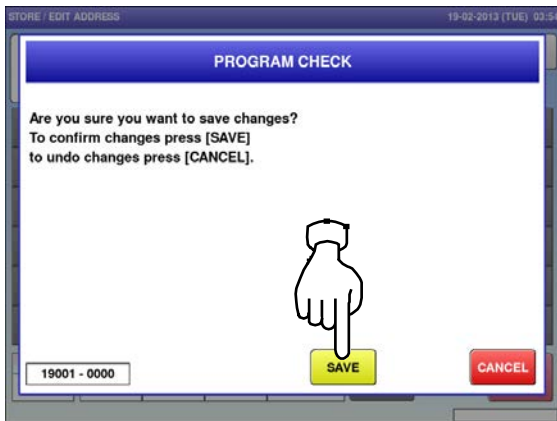 STORE / EDIT ADDRESS 19-02-2013 (TUE) 03:5
PROGRAM CHECK
Are you sure you want to save changes?
To confirm changes press [SAVE]
to undo changes press [CANCEL].
SAVE
CANCEL
19001 - 0000